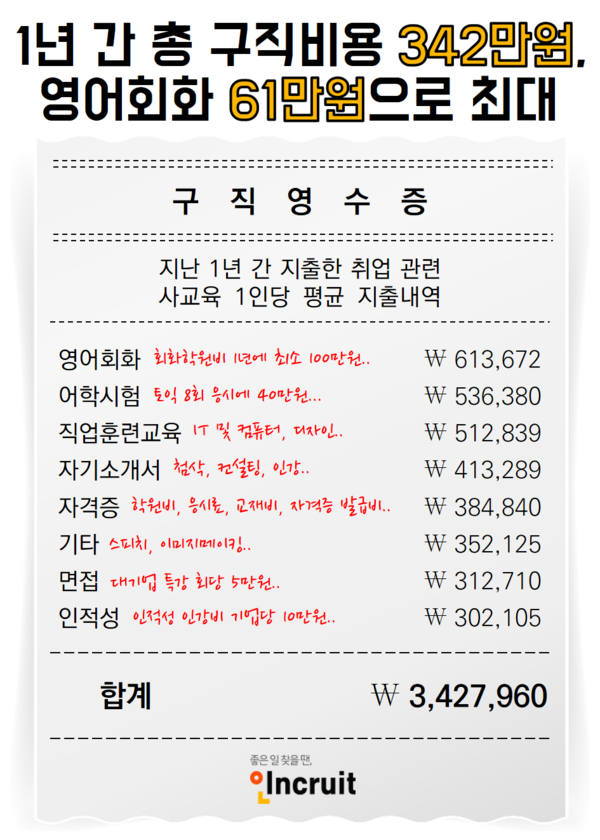 1년 간 총 구직비용 342만원,
영어회화 61만원으로 최대
구 직 영 수 증
지난 1년 간 지출한 취업 관련
사교육 1인당 평균 지출내역
영어회화 회화학원비 1년에 최소 100만원.. ₩ 613,672
어학시험 토익 8회 응시에 40만원... ₩ 536,380
직업훈련교육 IT 및 컴퓨터, 디자인.. ₩ 512,839
자기소개서 첨삭, 컨설팅, 인강.. ₩ 413,289
자격증 학원비, 응시료, 교재비, 자격증 발급비.. ₩ 384,840
기타 스피치, 이미지메이킹.. ₩ 352,125
면접 대기업 특강 회당 5만원.. ₩ 312,710
인적성 인적성 인강비 기업당 10만원.. ₩ 302,105
합계 ₩ 3,427,960
좋은 일 찾을 땐,
인Incruit